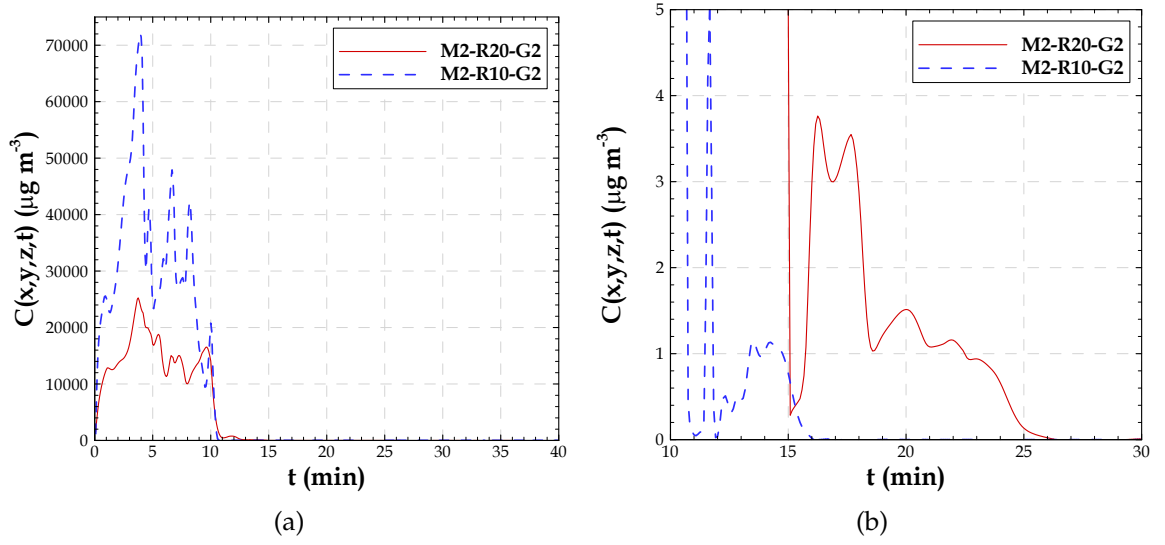 70000
60000
50000
40000
30000
20000
10000
0
C(x,y,z,t) (μg m⁻³)
M2-R20-G2
M2-R10-G2
0 5 10 15 20 25 30 35 40
t (min)
(a)
5
4
3
2
1
0
C(x,y,z,t) (μg m⁻³)
M2-R20-G2
M2-R10-G2
10 15 20 25 30
t (min)
(b)